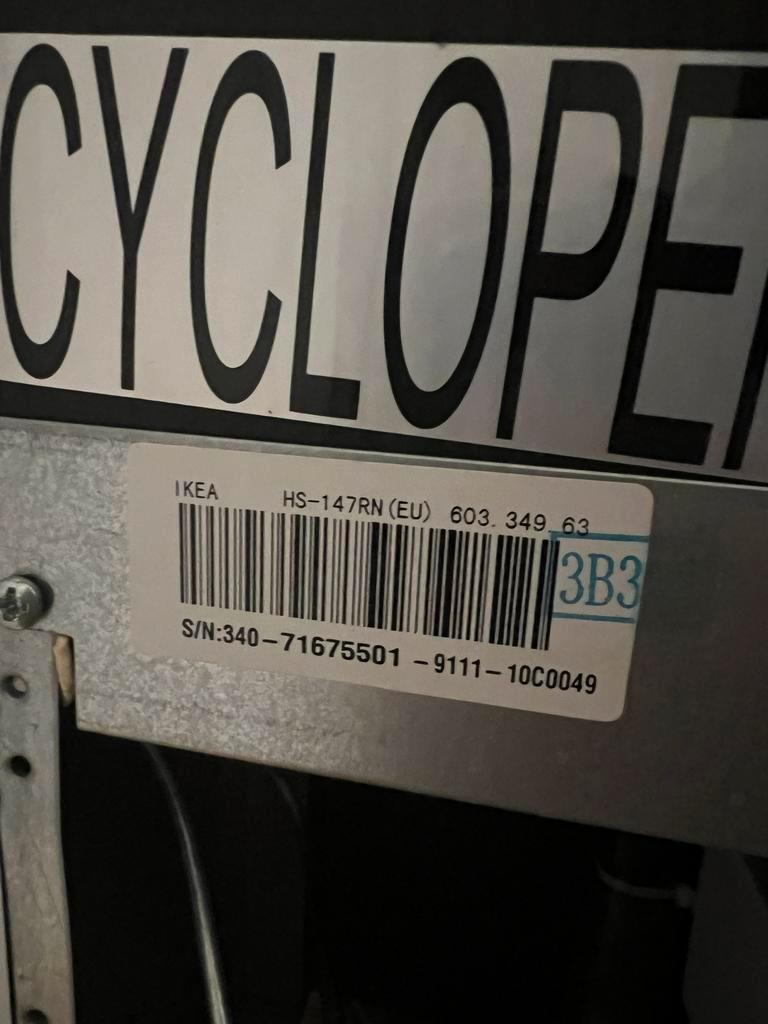 CYCLOPE
IKEA HS-147RN(EU) 603.349.63
3B3
S/N:340-71675501-9111-10C0049